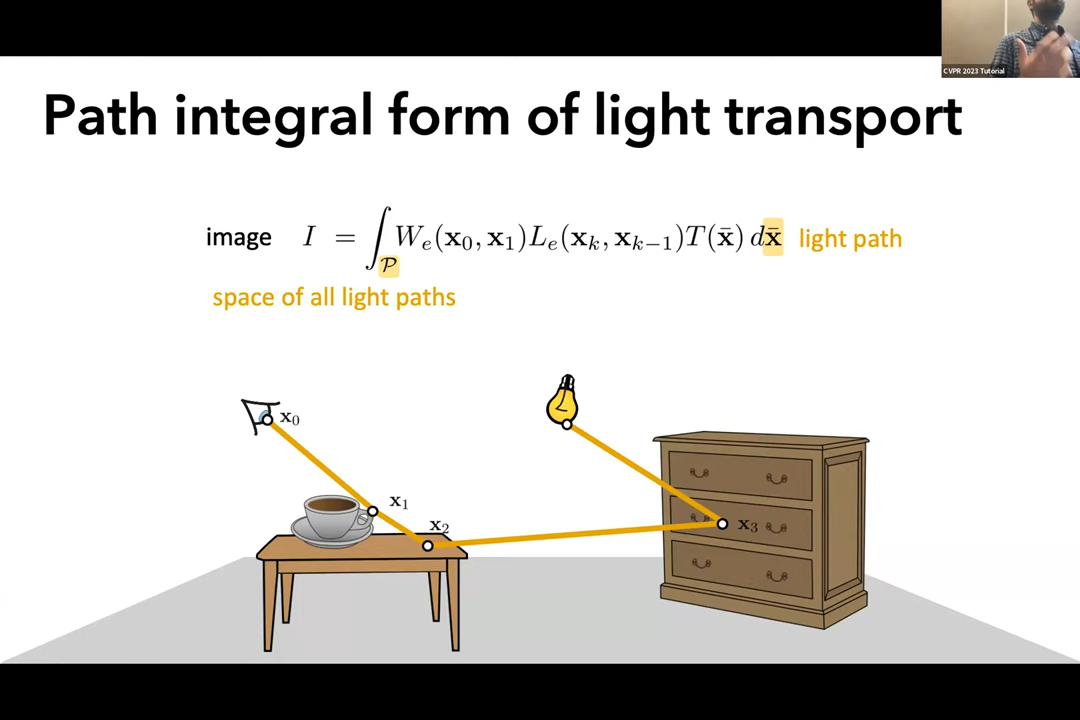 CVPR 2023 Tutorial
Path integral form of light transport
image I = ∫_𝒫 W_e(x_0, x_1) L_e(x_k, x_{k−1}) T(x̄) dx̄ light path
space of all light paths
x_0
x_1
x_2
x_3